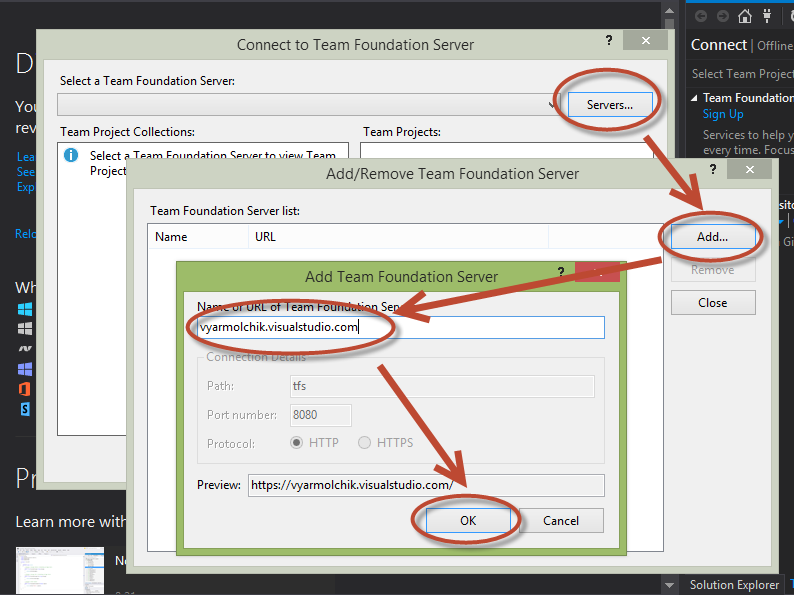 D
You
rev
Lea
See
Exp
Relo
Wh
Pr
Learn more with
Connect to Team Foundation Server
?
Select a Team Foundation Server:
Servers...
Team Project Collections:
Team Projects:
Select a Team Foundation Server to view Team
Project
Add/Remove Team Foundation Server
?
Team Foundation Server list:
Name URL
Add...
Remove
Close
Add Team Foundation Server
?
Name or URL of Team Foundation Serv
vyarmolchik.visualstudio.com
Connection Details
Path: tfs
Port number: 8080
Protocol: HTTP HTTPS
Preview: https://vyarmolchik.visualstudio.com/
OK Cancel
Connect | Offline
Select Team Project
Team Foundation
Sign Up
Services to help y
every time. Focus
Solution Explorer